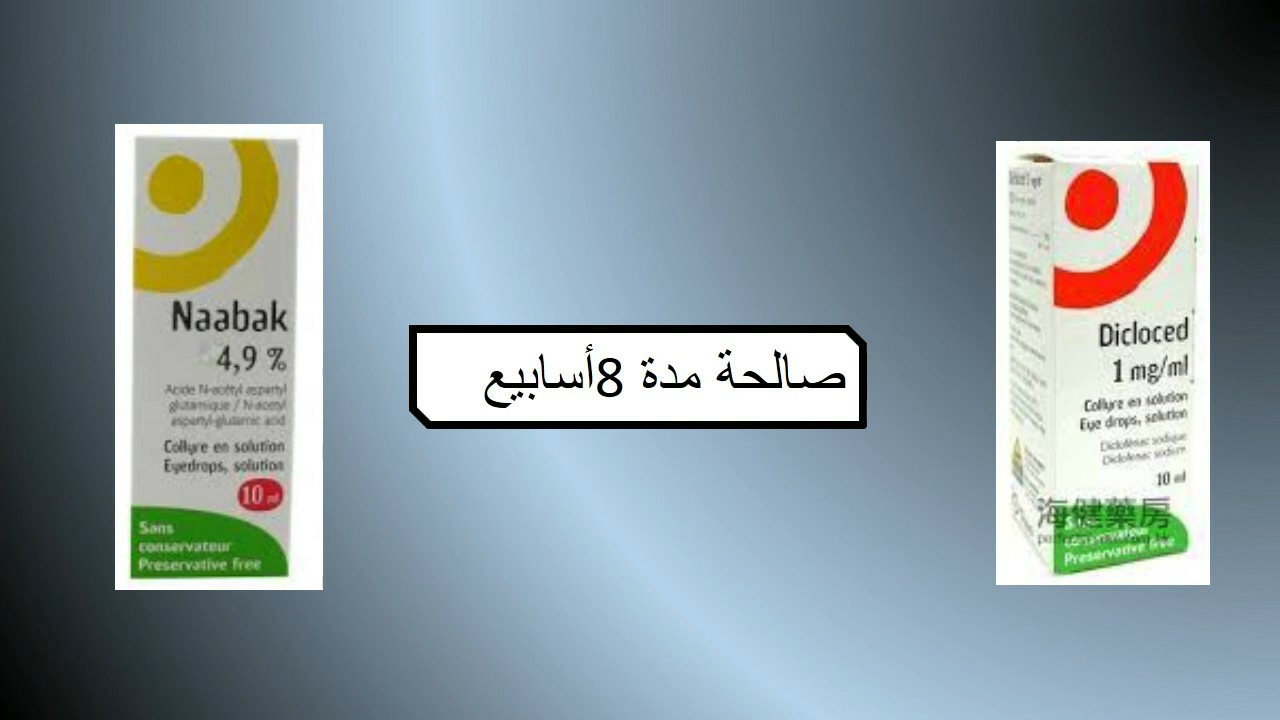 Naabak
4,9 %
Acide N-acétyl aspartyl
glutamique / N-acetyl
aspartyl-glutamic acid
Collyre en solution
Eyedrops, solution
10 ml
Sans
conservateur
Preservative free
صالحة مدة 8أسابيع
Dicloced
1 mg/ml
Collyre en solution
Eye drops, solution
Diclofénac sodique
Diclofenac sodium
10 ml
海健藥房
Sans
conservateur
Preservative free